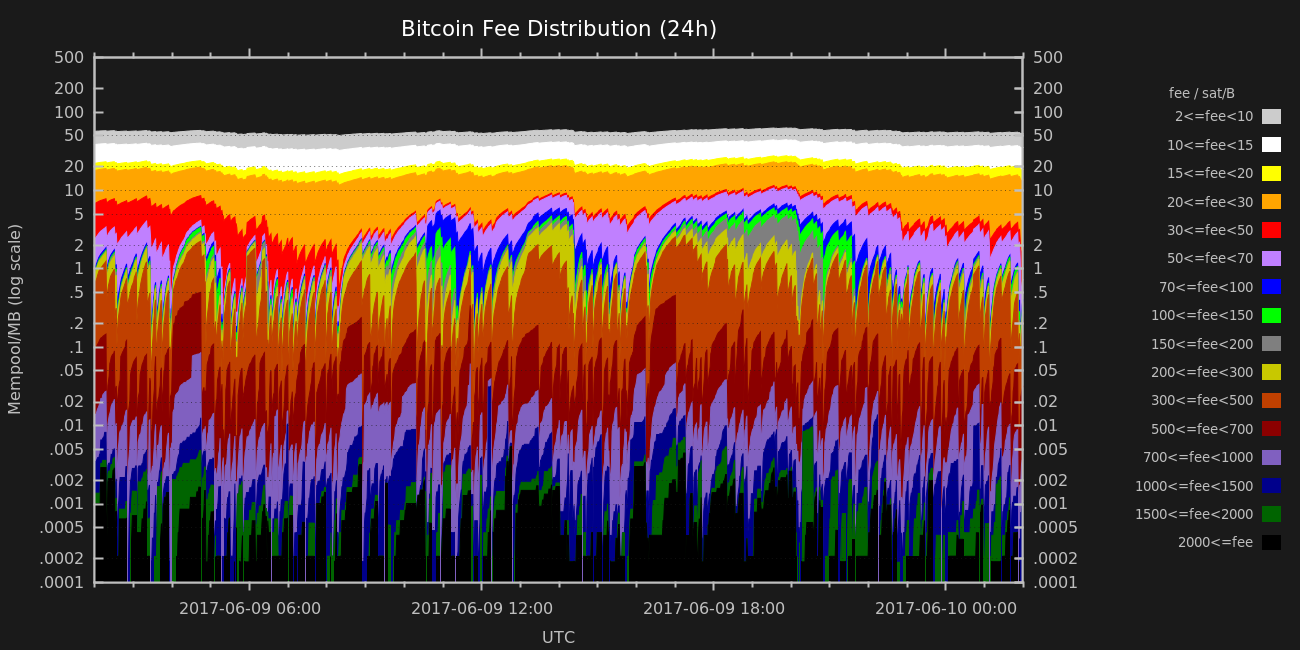 Bitcoin Fee Distribution (24h)
Mempool/MB (log scale)
500
200
100
50
20
10
5
2
1
.5
.2
.1
.05
.02
.01
.005
.002
.001
.0005
.0002
.0001
500
200
100
50
20
10
5
2
1
.5
.2
.1
.05
.02
.01
.005
.002
.001
.0005
.0002
.0001
2017-06-09 06:00
2017-06-09 12:00
2017-06-09 18:00
2017-06-10 00:00
UTC
fee / sat/B
2<=fee<10
10<=fee<15
15<=fee<20
20<=fee<30
30<=fee<50
50<=fee<70
70<=fee<100
100<=fee<150
150<=fee<200
200<=fee<300
300<=fee<500
500<=fee<700
700<=fee<1000
1000<=fee<1500
1500<=fee<2000
2000<=fee